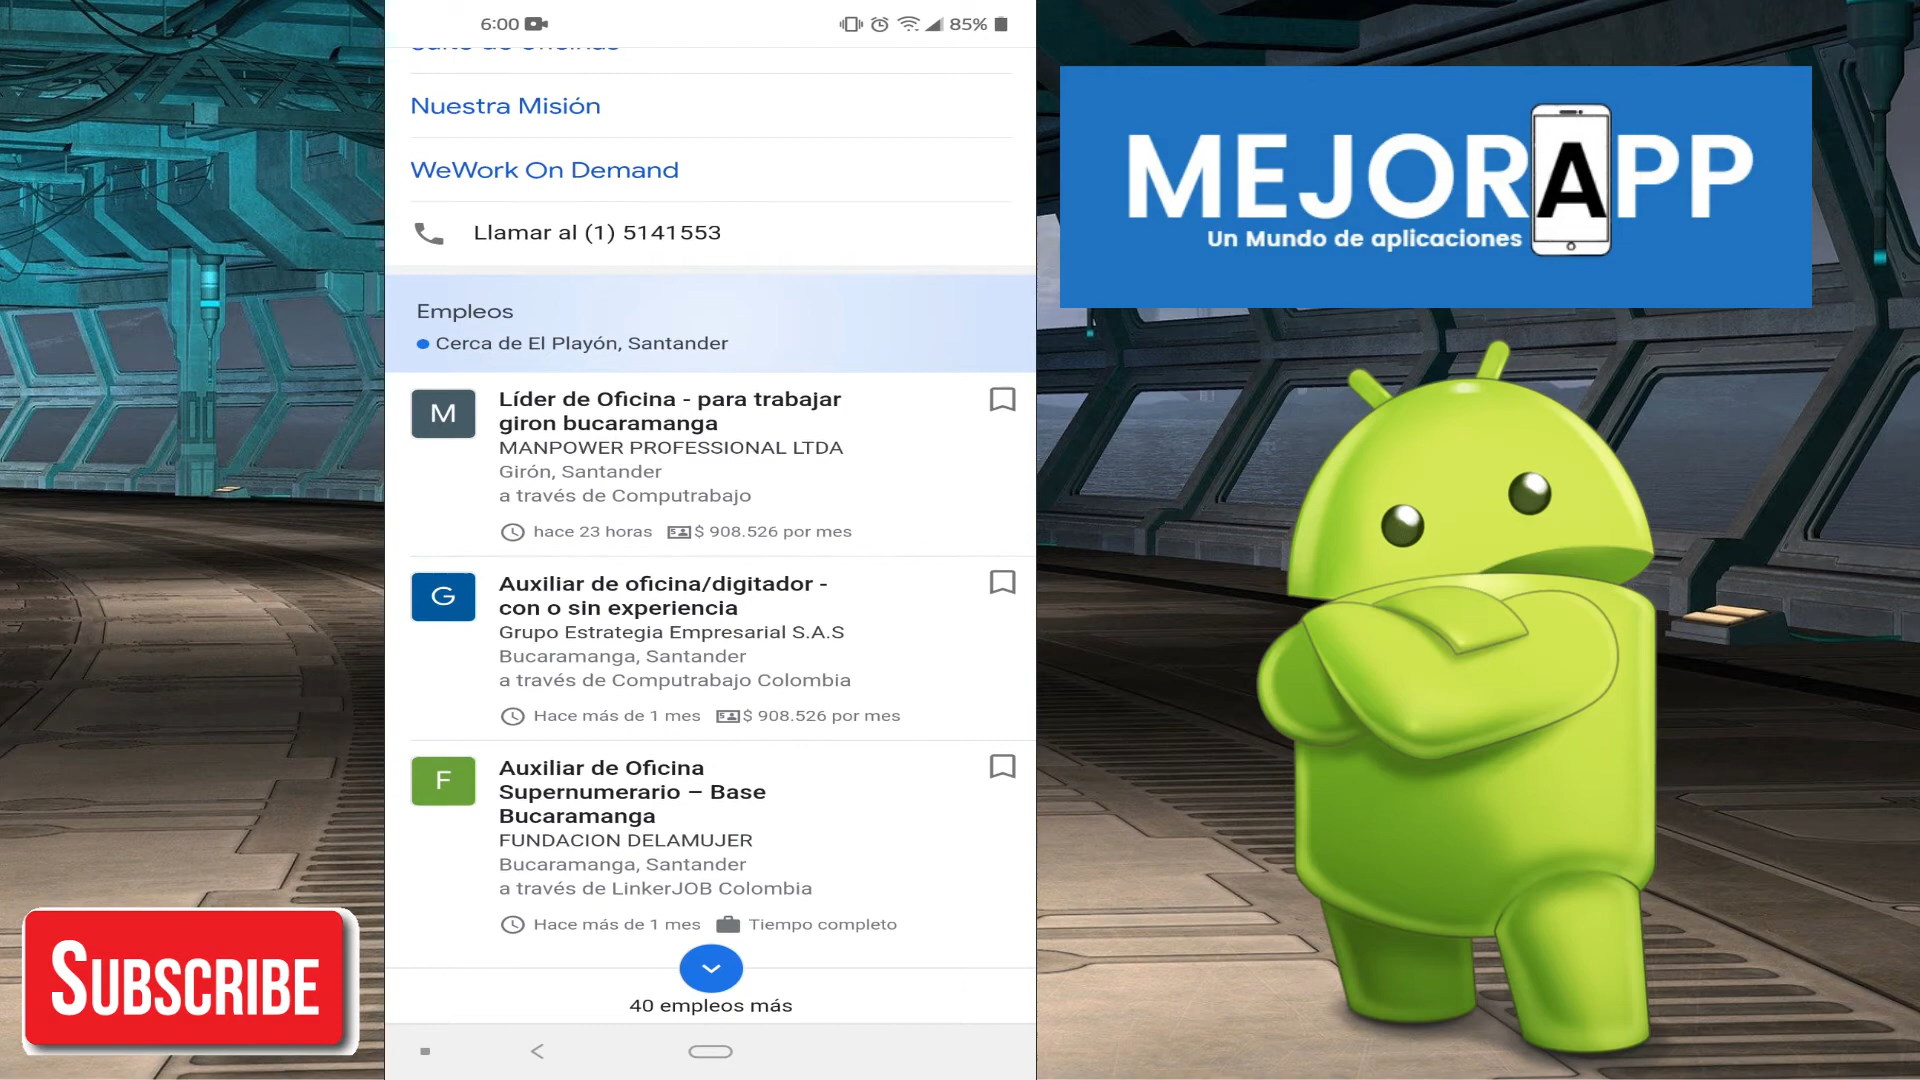 6:00
85%
Suite de Oficinas
Nuestra Misión
WeWork On Demand
Llamar al (1) 5141553
Empleos
Cerca de El Playón, Santander
M
Líder de Oficina - para trabajar
giron bucaramanga
MANPOWER PROFESSIONAL LTDA
Girón, Santander
a través de Computrabajo
hace 23 horas
$ 908.526 por mes
G
Auxiliar de oficina/digitador -
con o sin experiencia
Grupo Estrategia Empresarial S.A.S
Bucaramanga, Santander
a través de Computrabajo Colombia
Hace más de 1 mes
$ 908.526 por mes
F
Auxiliar de Oficina
Supernumerario – Base
Bucaramanga
FUNDACION DELAMUJER
Bucaramanga, Santander
a través de LinkerJOB Colombia
Hace más de 1 mes
Tiempo completo
40 empleos más
MEJORAPP
Un Mundo de aplicaciones
SUBSCRIBE